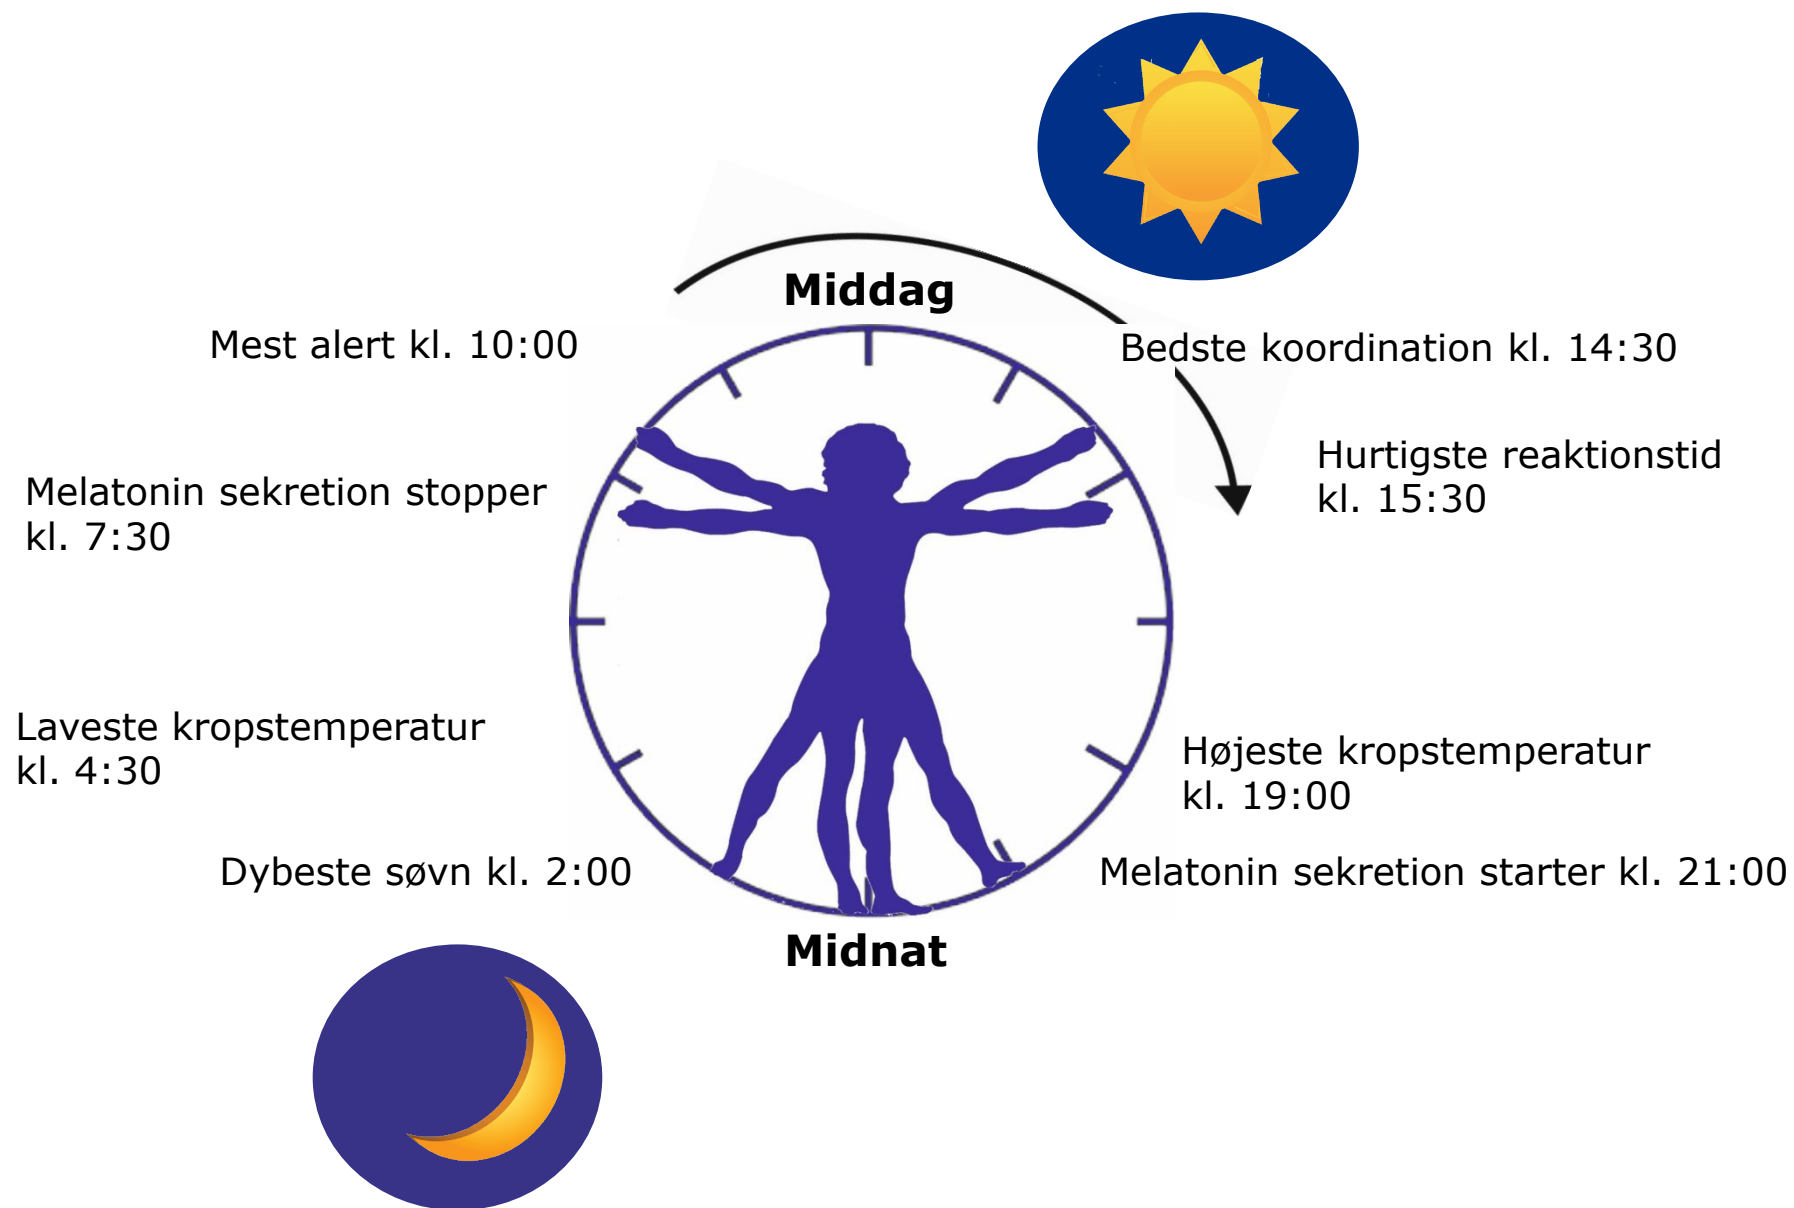 Middag
Mest alert kl. 10:00
Bedste koordination kl. 14:30
Hurtigste reaktionstid
kl. 15:30
Melatonin sekretion stopper
kl. 7:30
Laveste kropstemperatur
kl. 4:30
Højeste kropstemperatur
kl. 19:00
Dybeste søvn kl. 2:00
Melatonin sekretion starter kl. 21:00
Midnat